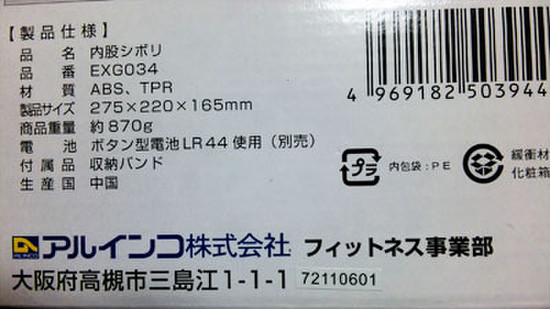 【製品仕様】
品名 内股シボリ
品番 EXG034
材質 ABS、TPR
製品サイズ 275×220×165mm
商品重量 約870g
電池 ボタン型電池LR44使用(別売)
付属品 収納バンド
生産国 中国
4 969182 503944
プラ 内包袋:PE
緩衝材
化粧箱
ALINCO アルインコ株式会社 フィットネス事業部
大阪府高槻市三島江1-1-1 72110601